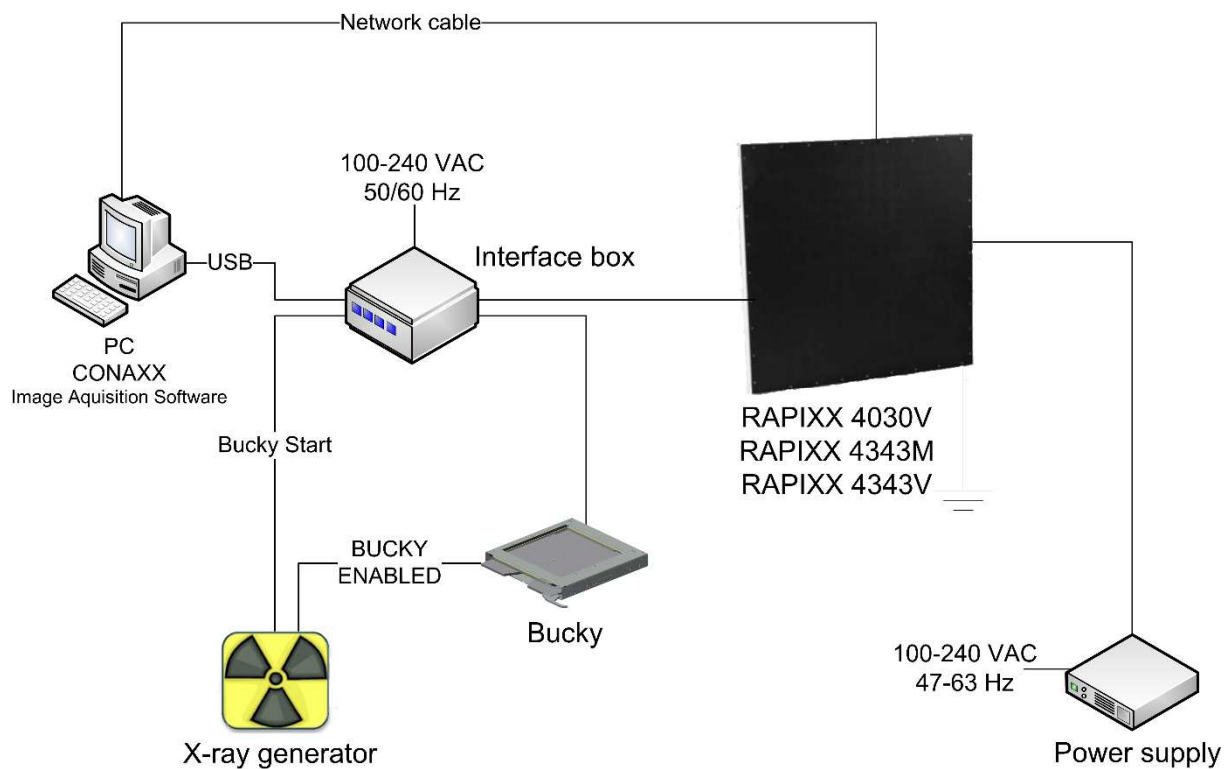 Network cable
100-240 VAC
50/60 Hz
Interface box
USB
PC
CONAXX
Image Aquisition Software
RAPIXX 4030V
RAPIXX 4343M
RAPIXX 4343V
Bucky Start
BUCKY
ENABLED
Bucky
X-ray generator
100-240 VAC
47-63 Hz
Power supply